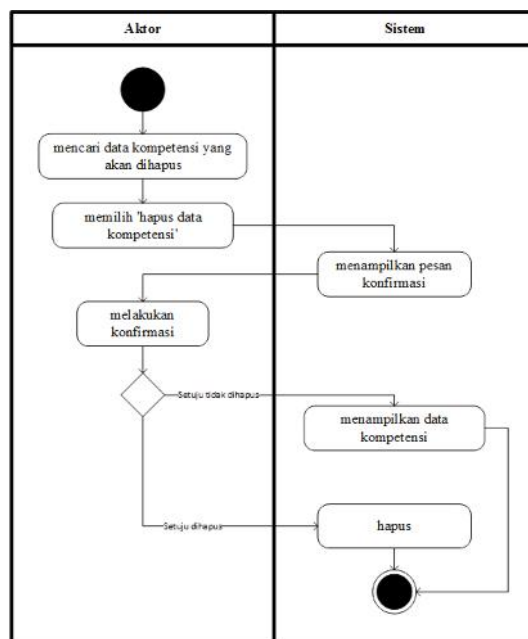 Aktor
Sistem
mencari data kompetensi yang
akan dihapus
memilih 'hapus data
kompetensi'
menampilkan pesan
konfirmasi
melakukan
konfirmasi
Setuju tidak dihapus
menampilkan data
kompetensi
Setuju dihapus
hapus